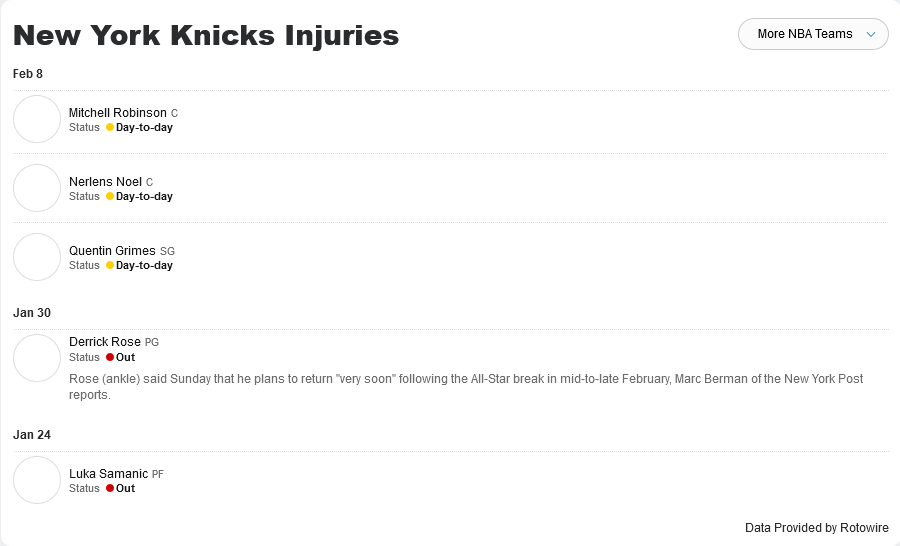 New York Knicks Injuries
More NBA Teams
Feb 8
Mitchell Robinson C
Status Day-to-day
Nerlens Noel C
Status Day-to-day
Quentin Grimes SG
Status Day-to-day
Jan 30
Derrick Rose PG
Status Out
Rose (ankle) said Sunday that he plans to return "very soon" following the All-Star break in mid-to-late February, Marc Berman of the New York Post
reports.
Jan 24
Luka Samanic PF
Status Out
Data Provided by Rotowire